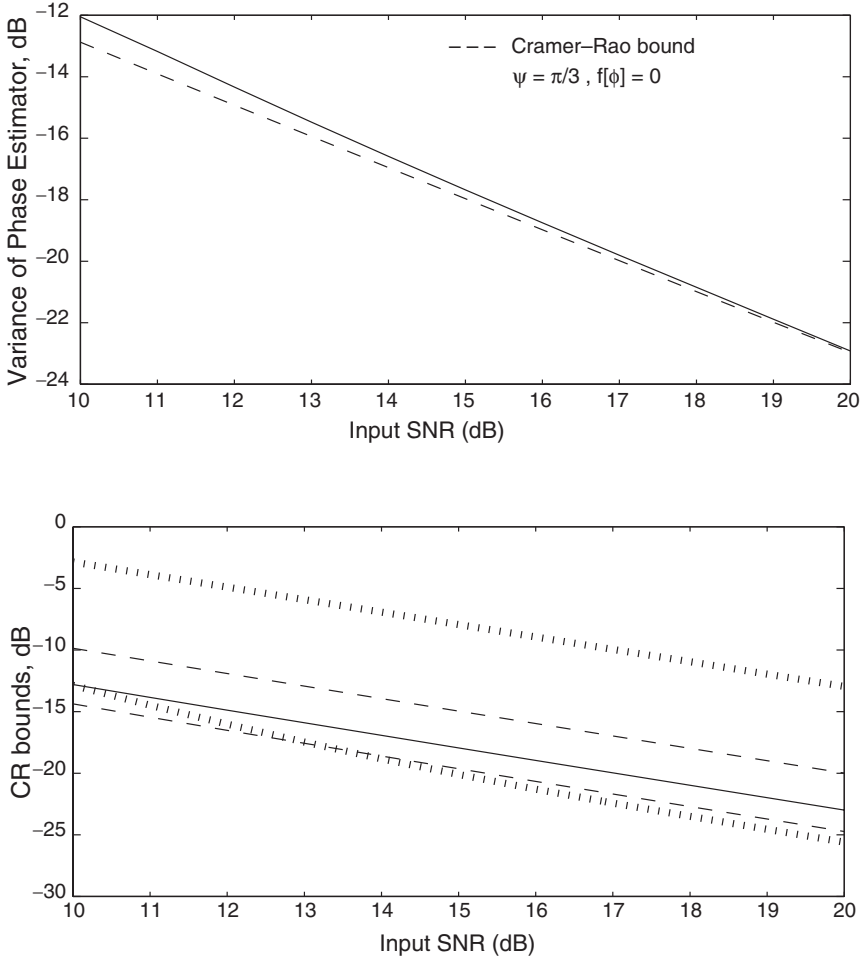 Variance of Phase Estimator, dB
−12
−14
−16
−18
−20
−22
−24
Cramer–Rao bound
ψ = π/3 , f[ϕ] = 0
10 11 12 13 14 15 16 17 18 19 20
Input SNR (dB)
CR bounds, dB
0
−5
−10
−15
−20
−25
−30
10 11 12 13 14 15 16 17 18 19 20
Input SNR (dB)